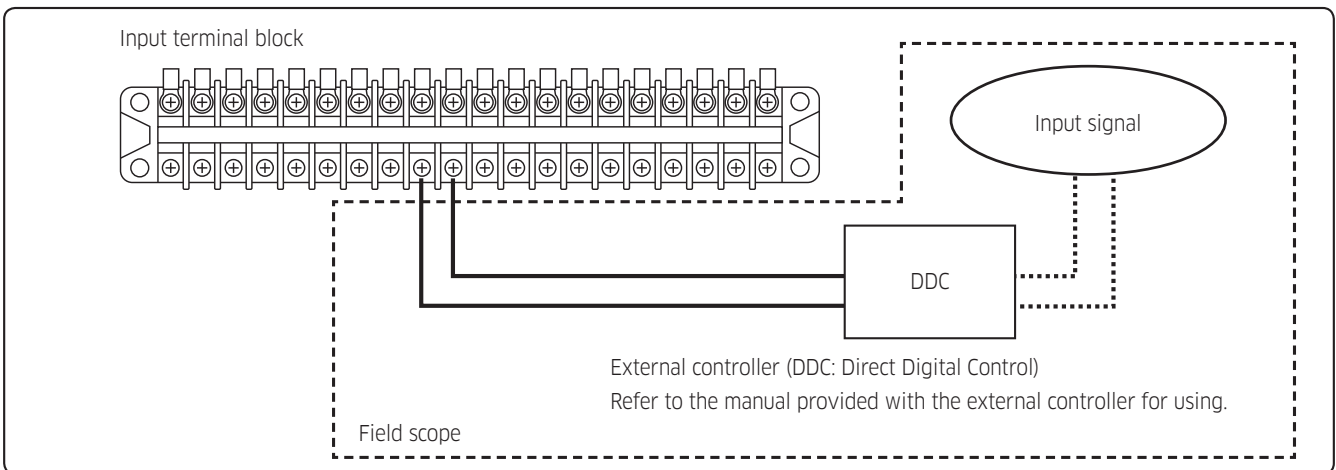 Input terminal block
Input signal
DDC
External controller (DDC: Direct Digital Control)
Refer to the manual provided with the external controller for using.
Field scope